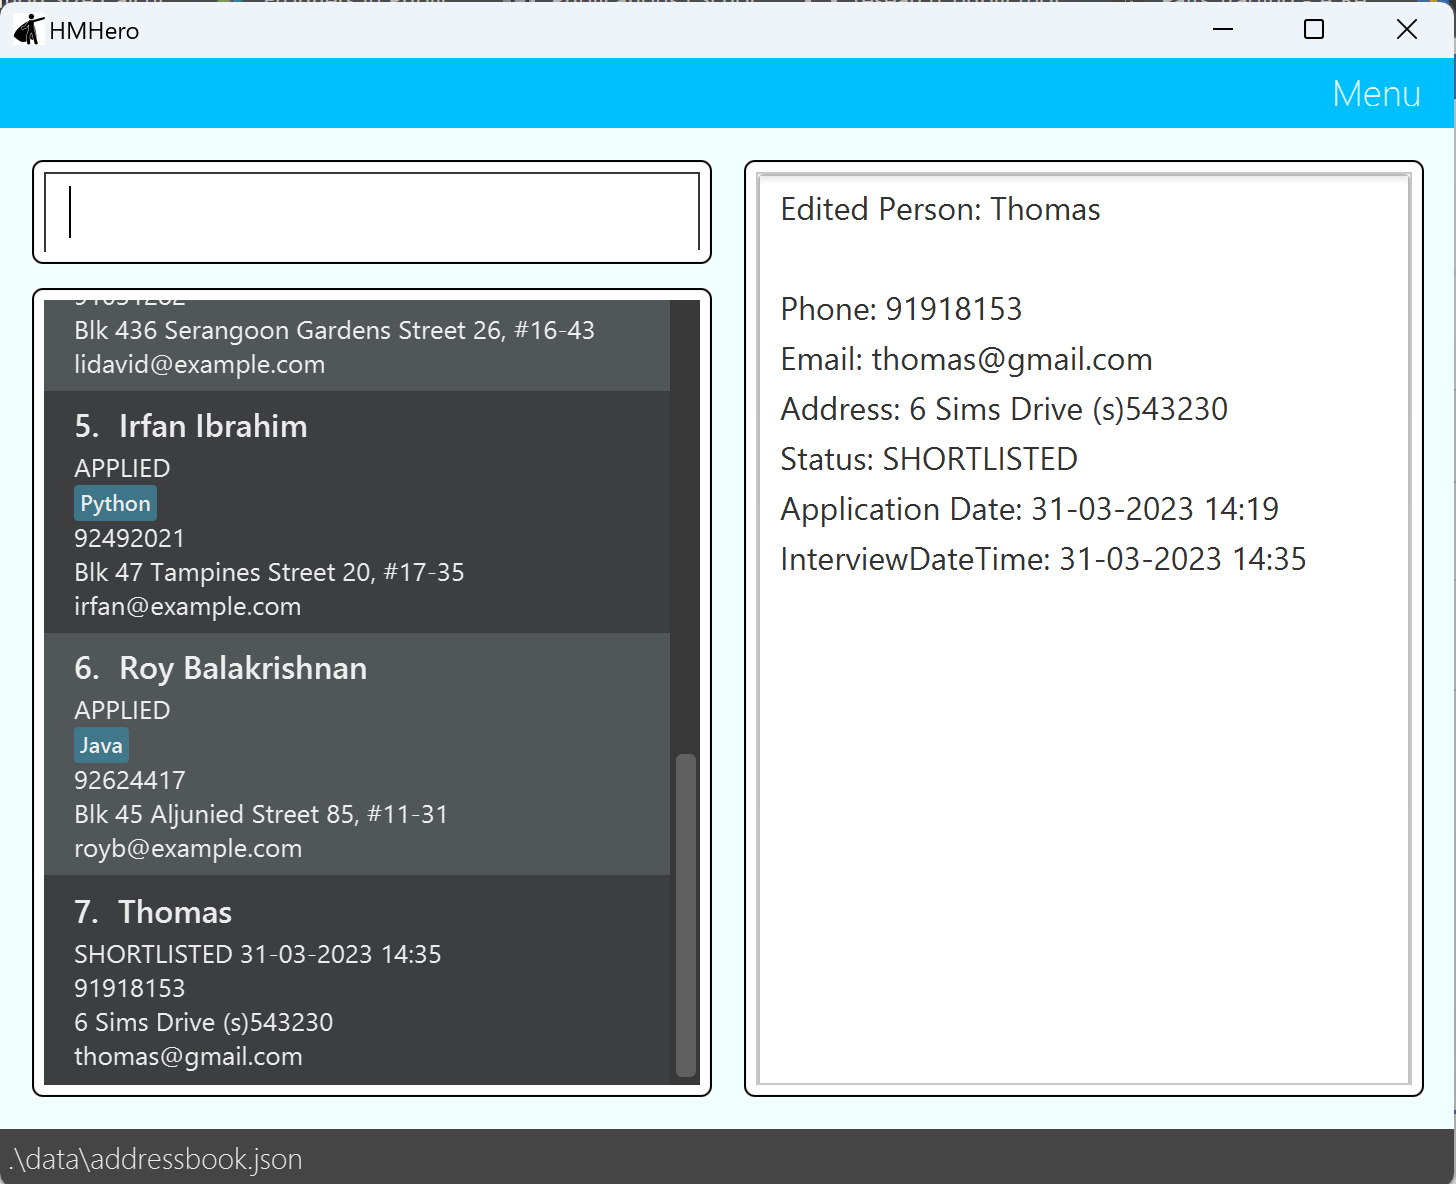 HMHero
Menu
Blk 436 Serangoon Gardens Street 26, #16-43
lidavid@example.com
5. Irfan Ibrahim
APPLIED
Python
92492021
Blk 47 Tampines Street 20, #17-35
irfan@example.com
6. Roy Balakrishnan
APPLIED
Java
92624417
Blk 45 Aljunied Street 85, #11-31
royb@example.com
7. Thomas
SHORTLISTED 31-03-2023 14:35
91918153
6 Sims Drive (s)543230
thomas@gmail.com
Edited Person: Thomas
Phone: 91918153
Email: thomas@gmail.com
Address: 6 Sims Drive (s)543230
Status: SHORTLISTED
Application Date: 31-03-2023 14:19
InterviewDateTime: 31-03-2023 14:35
.\data\addressbook.json